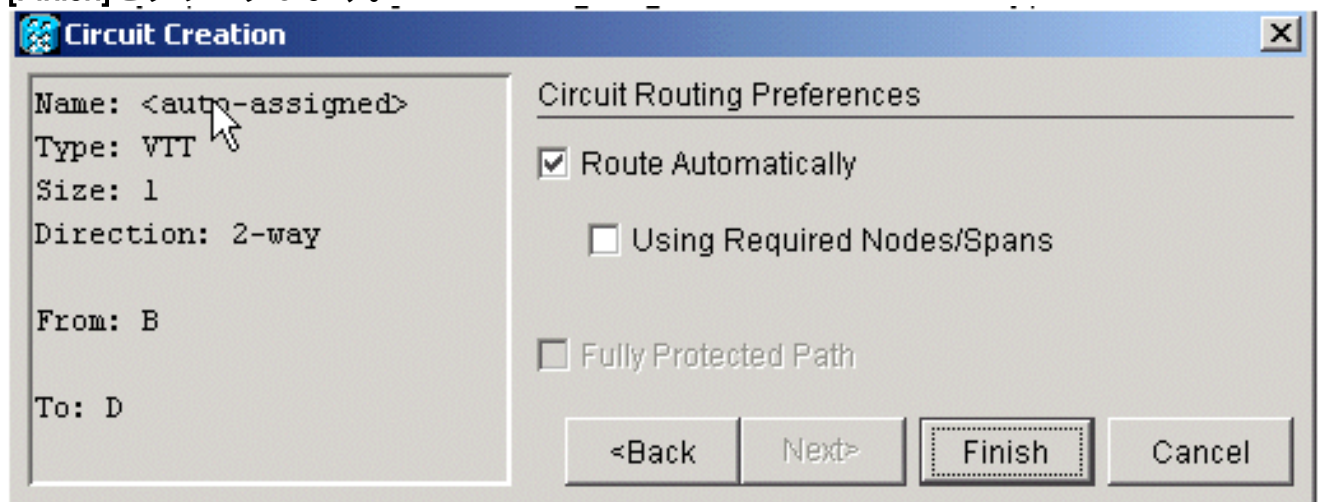 Circuit Creation
Name: <auto-assigned>
Type: VTT
Size: 1
Direction: 2-way
From: B
To: D
Circuit Routing Preferences
Route Automatically
Using Required Nodes/Spans
Fully Protected Path
<Back
Next>
Finish
Cancel